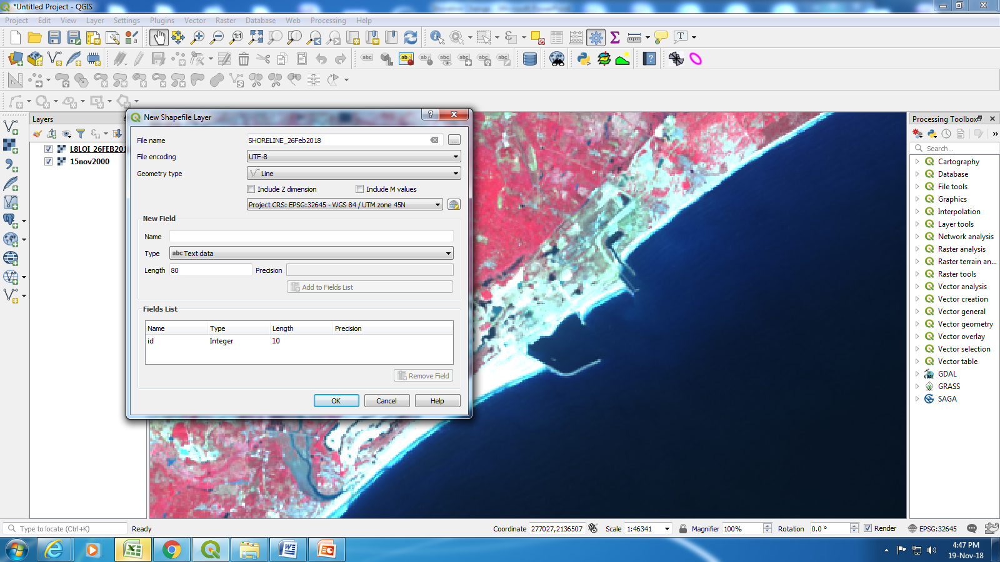 *Untitled Project - QGIS
Project Edit View Layer Settings Plugins Vector Raster Database Web Processing Help
Layers
L8LOI_26FEB201
15nov2000
New Shapefile Layer
File name SHORELINE_26Feb2018
File encoding UTF-8
Geometry type Line
Include Z dimension Include M values
Project CRS: EPSG:32645 - WGS 84 / UTM zone 45N
New Field
Name
Type abc Text data
Length 80 Precision
Add to Fields List
Fields List
Name Type Length Precision
id Integer 10
Remove Field
OK Cancel Help
Processing Toolbox
Search...
Cartography
Database
File tools
Graphics
Interpolation
Layer tools
Network analysis
Raster analysis
Raster terrain an...
Raster tools
Vector analysis
Vector creation
Vector general
Vector geometry
Vector overlay
Vector selection
Vector table
GDAL
GRASS
SAGA
Type to locate (Ctrl+K) Ready Coordinate 277027,2136507 Scale 1:46341 Magnifier 100% Rotation 0.0 ° Render EPSG:32645
4:47 PM
19-Nov-18